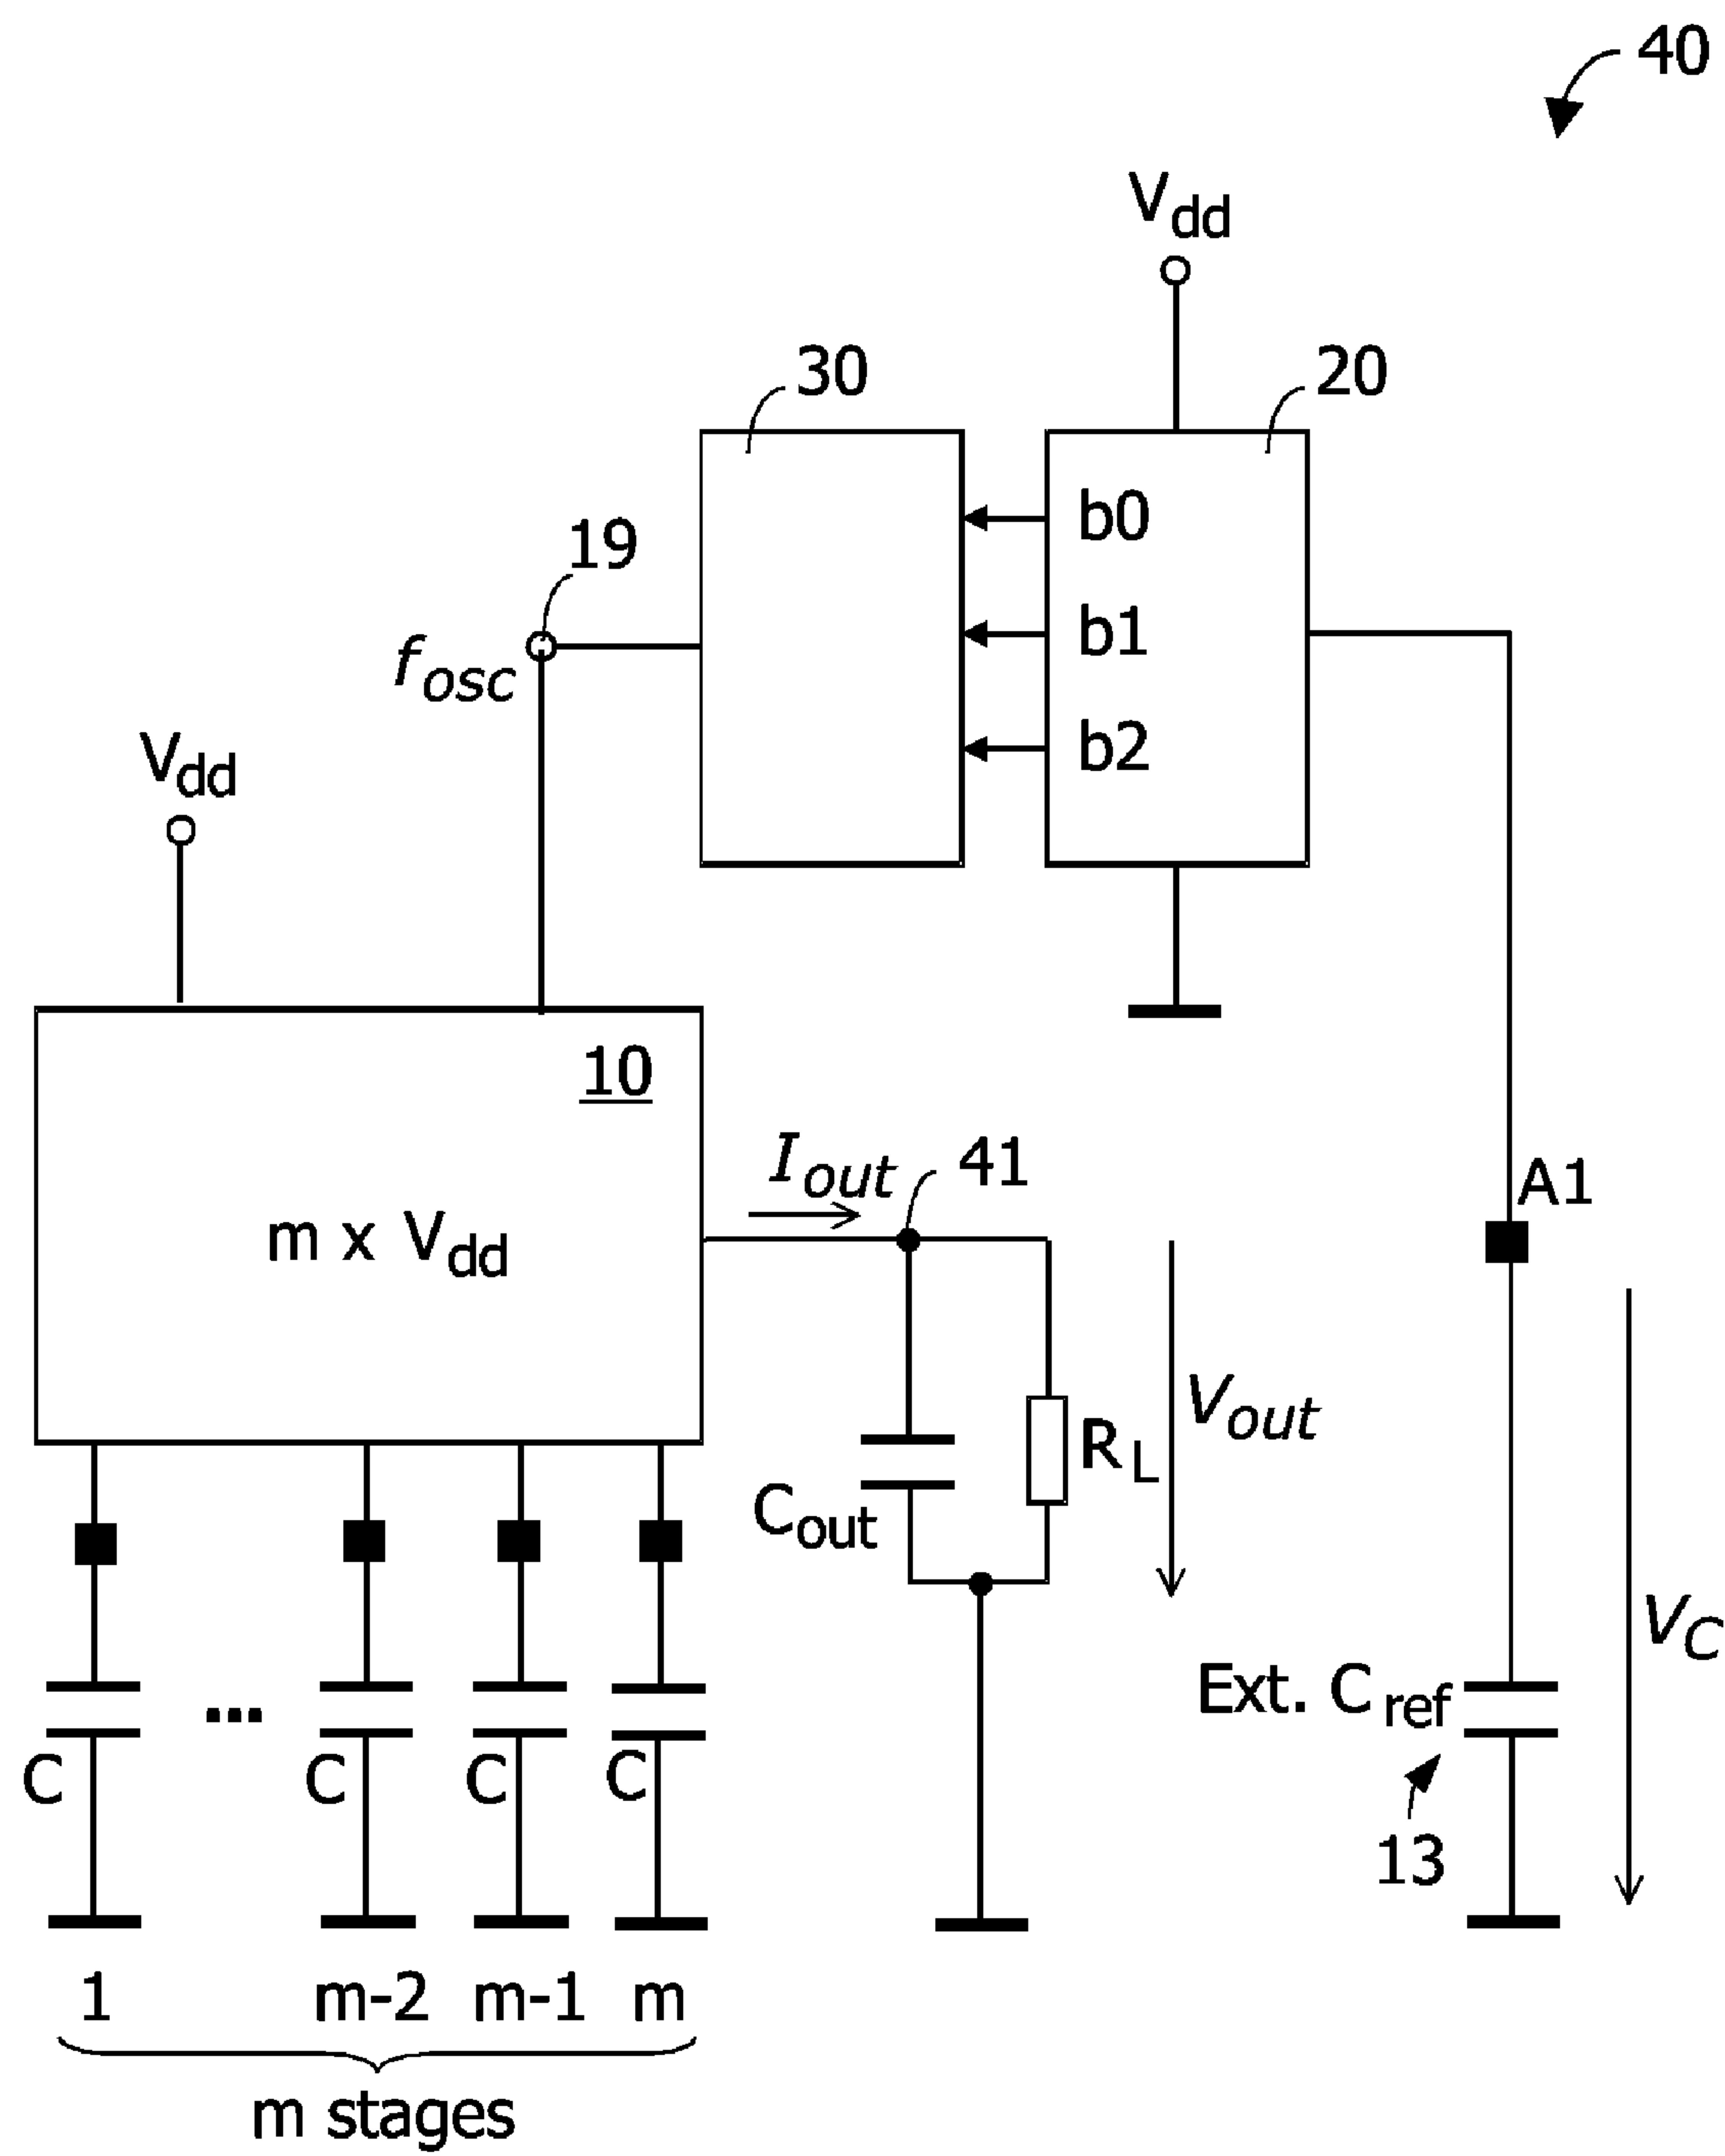 40
Vdd
30
20
b0
19
b1
fosc
b2
Vdd
10
Iout
41
A1
m x Vdd
Vout
RL
Cout
VC
Ext. Cref
...
C
C
C
C
13
1
m-2
m-1
m
m stages